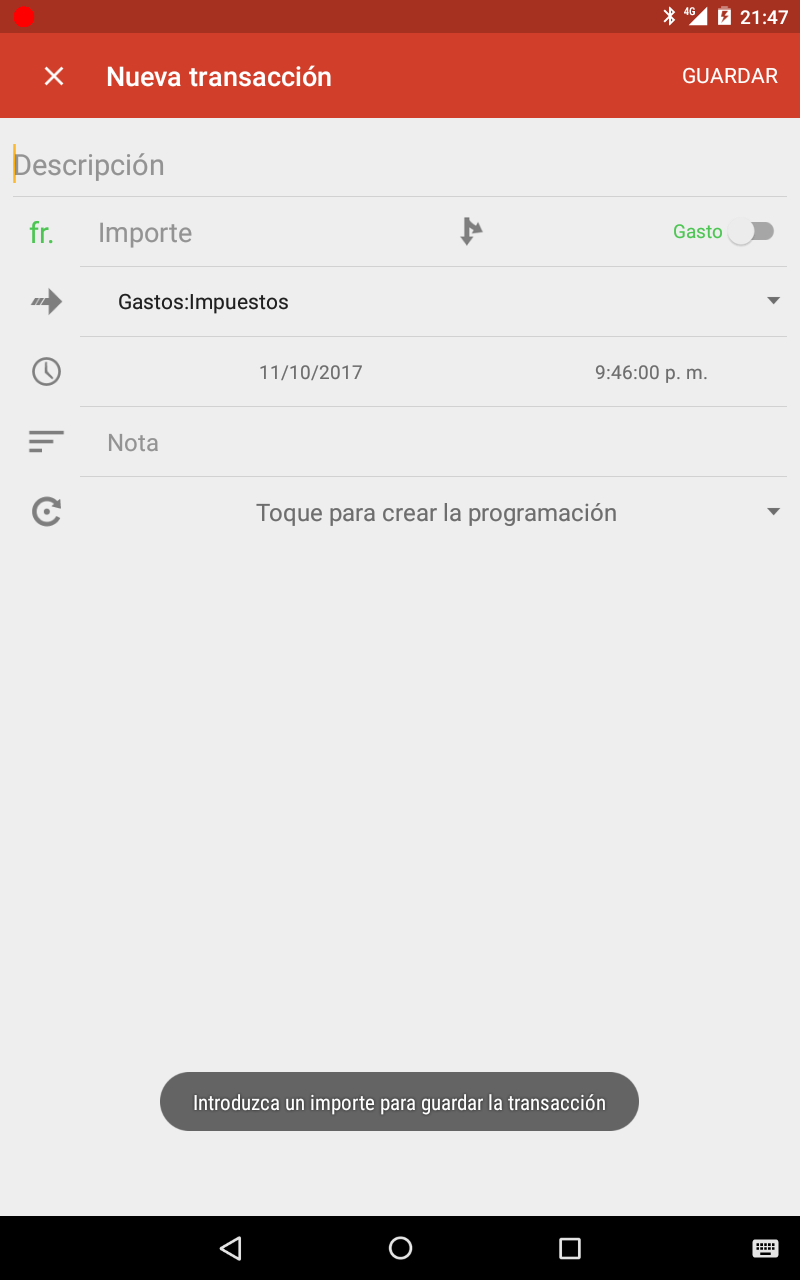 4G 21:47
Nueva transacción GUARDAR
Descripción
fr. Importe Gasto
Gastos:Impuestos
11/10/2017 9:46:00 p. m.
Nota
Toque para crear la programación
Introduzca un importe para guardar la transacción